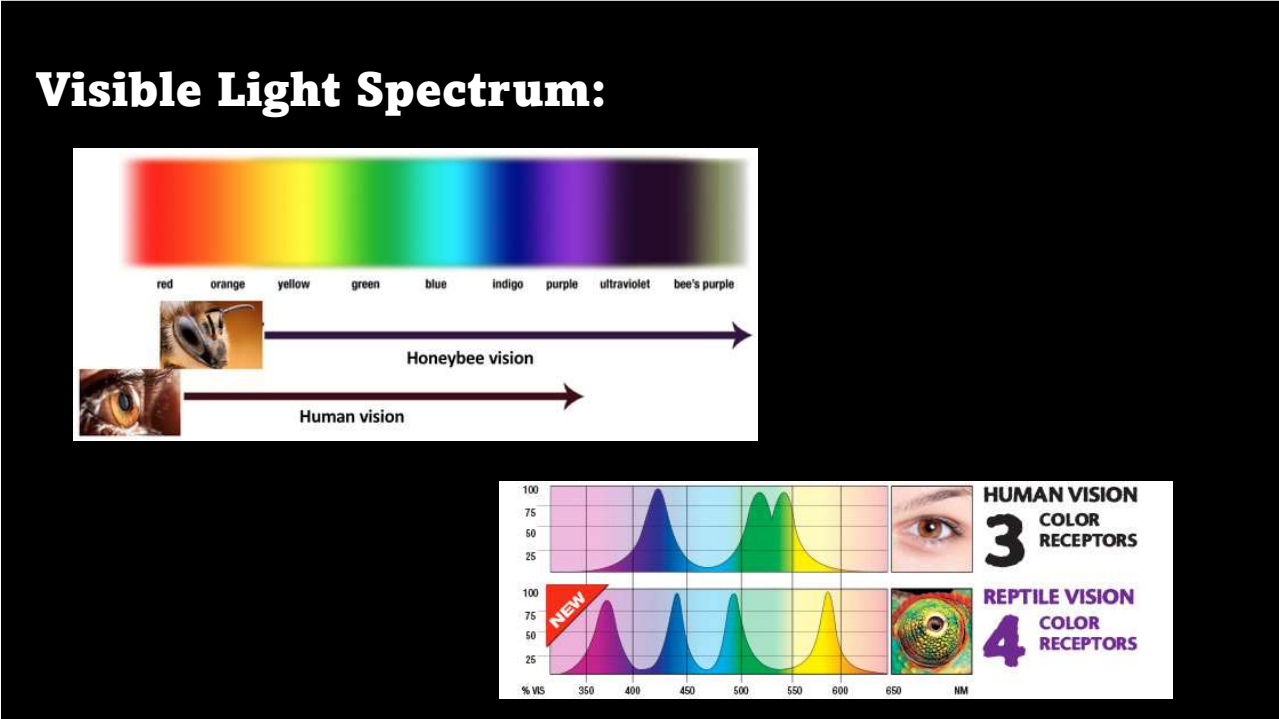 Visible Light Spectrum:
red orange yellow green blue indigo purple ultraviolet bee's purple
Honeybee vision
Human vision
100
75
50
25
HUMAN VISION
3 COLOR
RECEPTORS
NEW
100
75
50
25
REPTILE VISION
4 COLOR
RECEPTORS
% VIS 350 400 450 500 550 600 650 NM